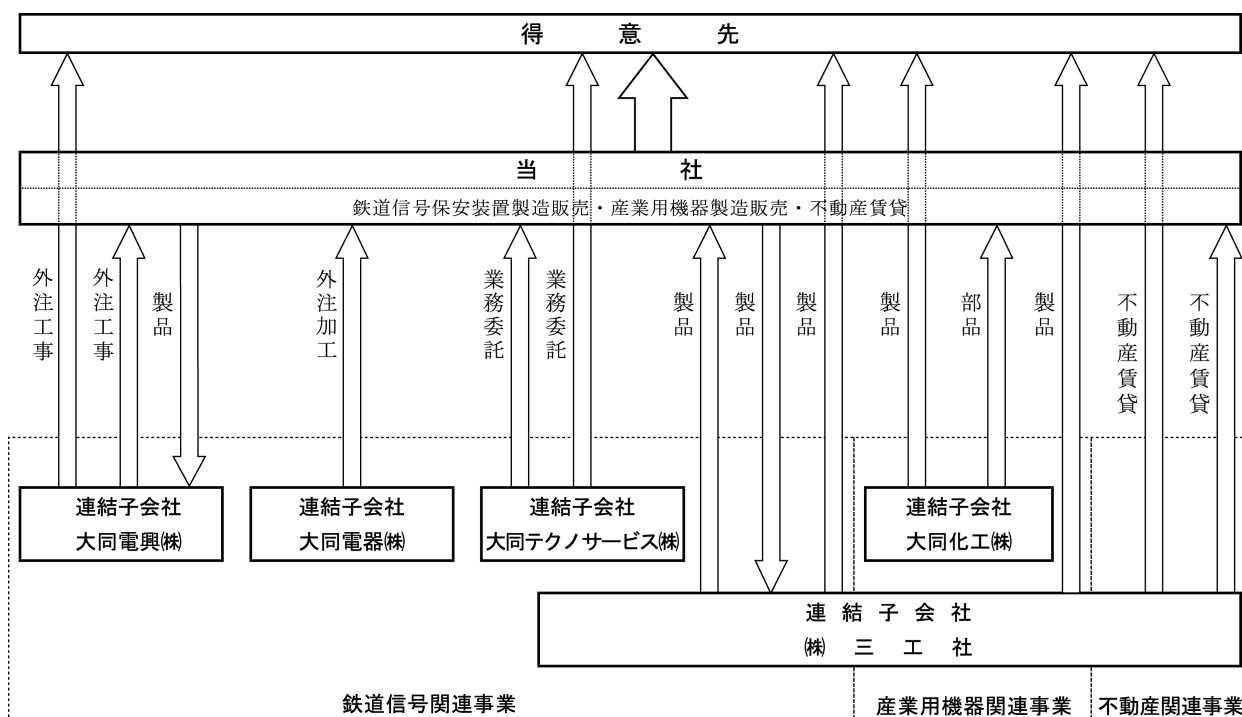 得意先
当社
鉄道信号保安装置製造販売・産業用機器製造販売・不動産賃貸
外注工事
外注工事
製品
外注加工
業務委託
業務委託
製品
製品
製品
製品
部品
製品
不動産賃貸
不動産賃貸
連結子会社
大同電興㈱
連結子会社
大同電器㈱
連結子会社
大同テクノサービス㈱
連結子会社
大同化工㈱
連結子会社
㈱三工社
鉄道信号関連事業
産業用機器関連事業
不動産関連事業